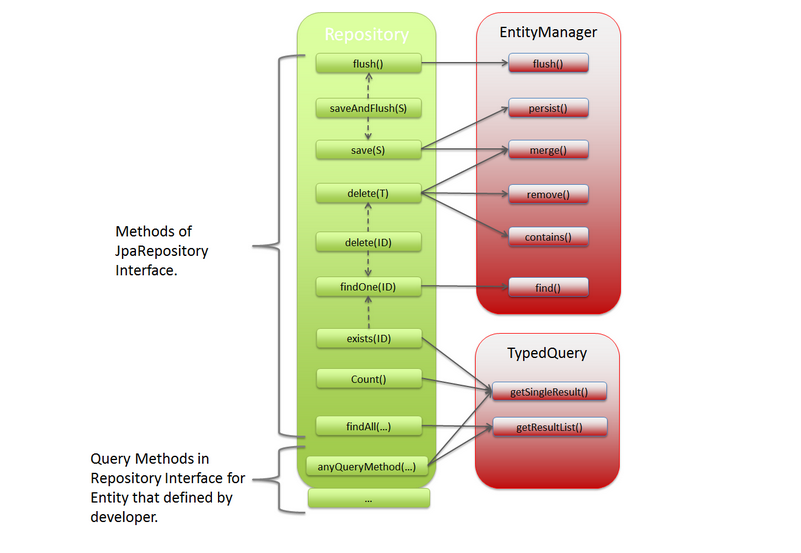 Repository
flush()
saveAndFlush(S)
save(S)
delete(T)
delete(ID)
findOne(ID)
exists(ID)
Count()
findAll(...)
anyQueryMethod(...)
...
EntityManager
flush()
persist()
merge()
remove()
contains()
find()
TypedQuery
getSingleResult()
getResultList()
Methods of
JpaRepository
Interface.
Query Methods in
Repository Interface for
Entity that defined by
developer.